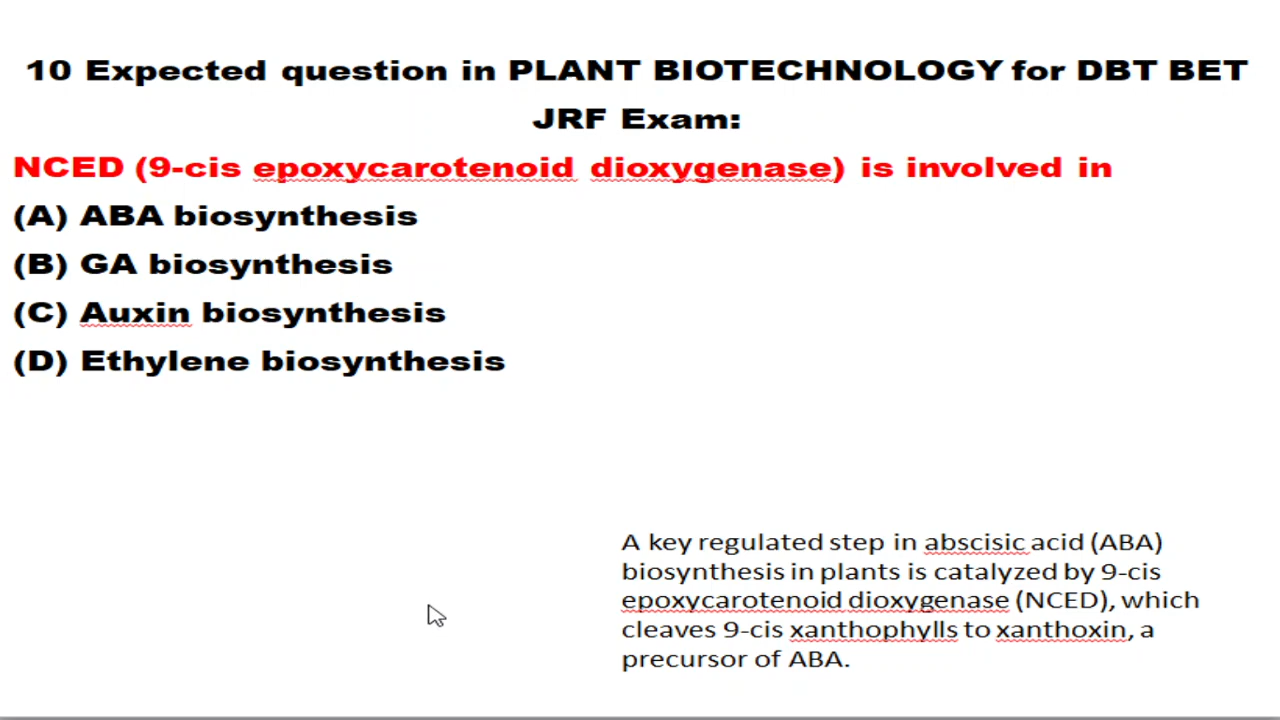 10 Expected question in PLANT BIOTECHNOLOGY for DBT BET
JRF Exam:
NCED (9-cis epoxycarotenoid dioxygenase) is involved in
(A) ABA biosynthesis
(B) GA biosynthesis
(C) Auxin biosynthesis
(D) Ethylene biosynthesis
A key regulated step in abscisic acid (ABA)
biosynthesis in plants is catalyzed by 9-cis
epoxycarotenoid dioxygenase (NCED), which
cleaves 9-cis xanthophylls to xanthoxin, a
precursor of ABA.